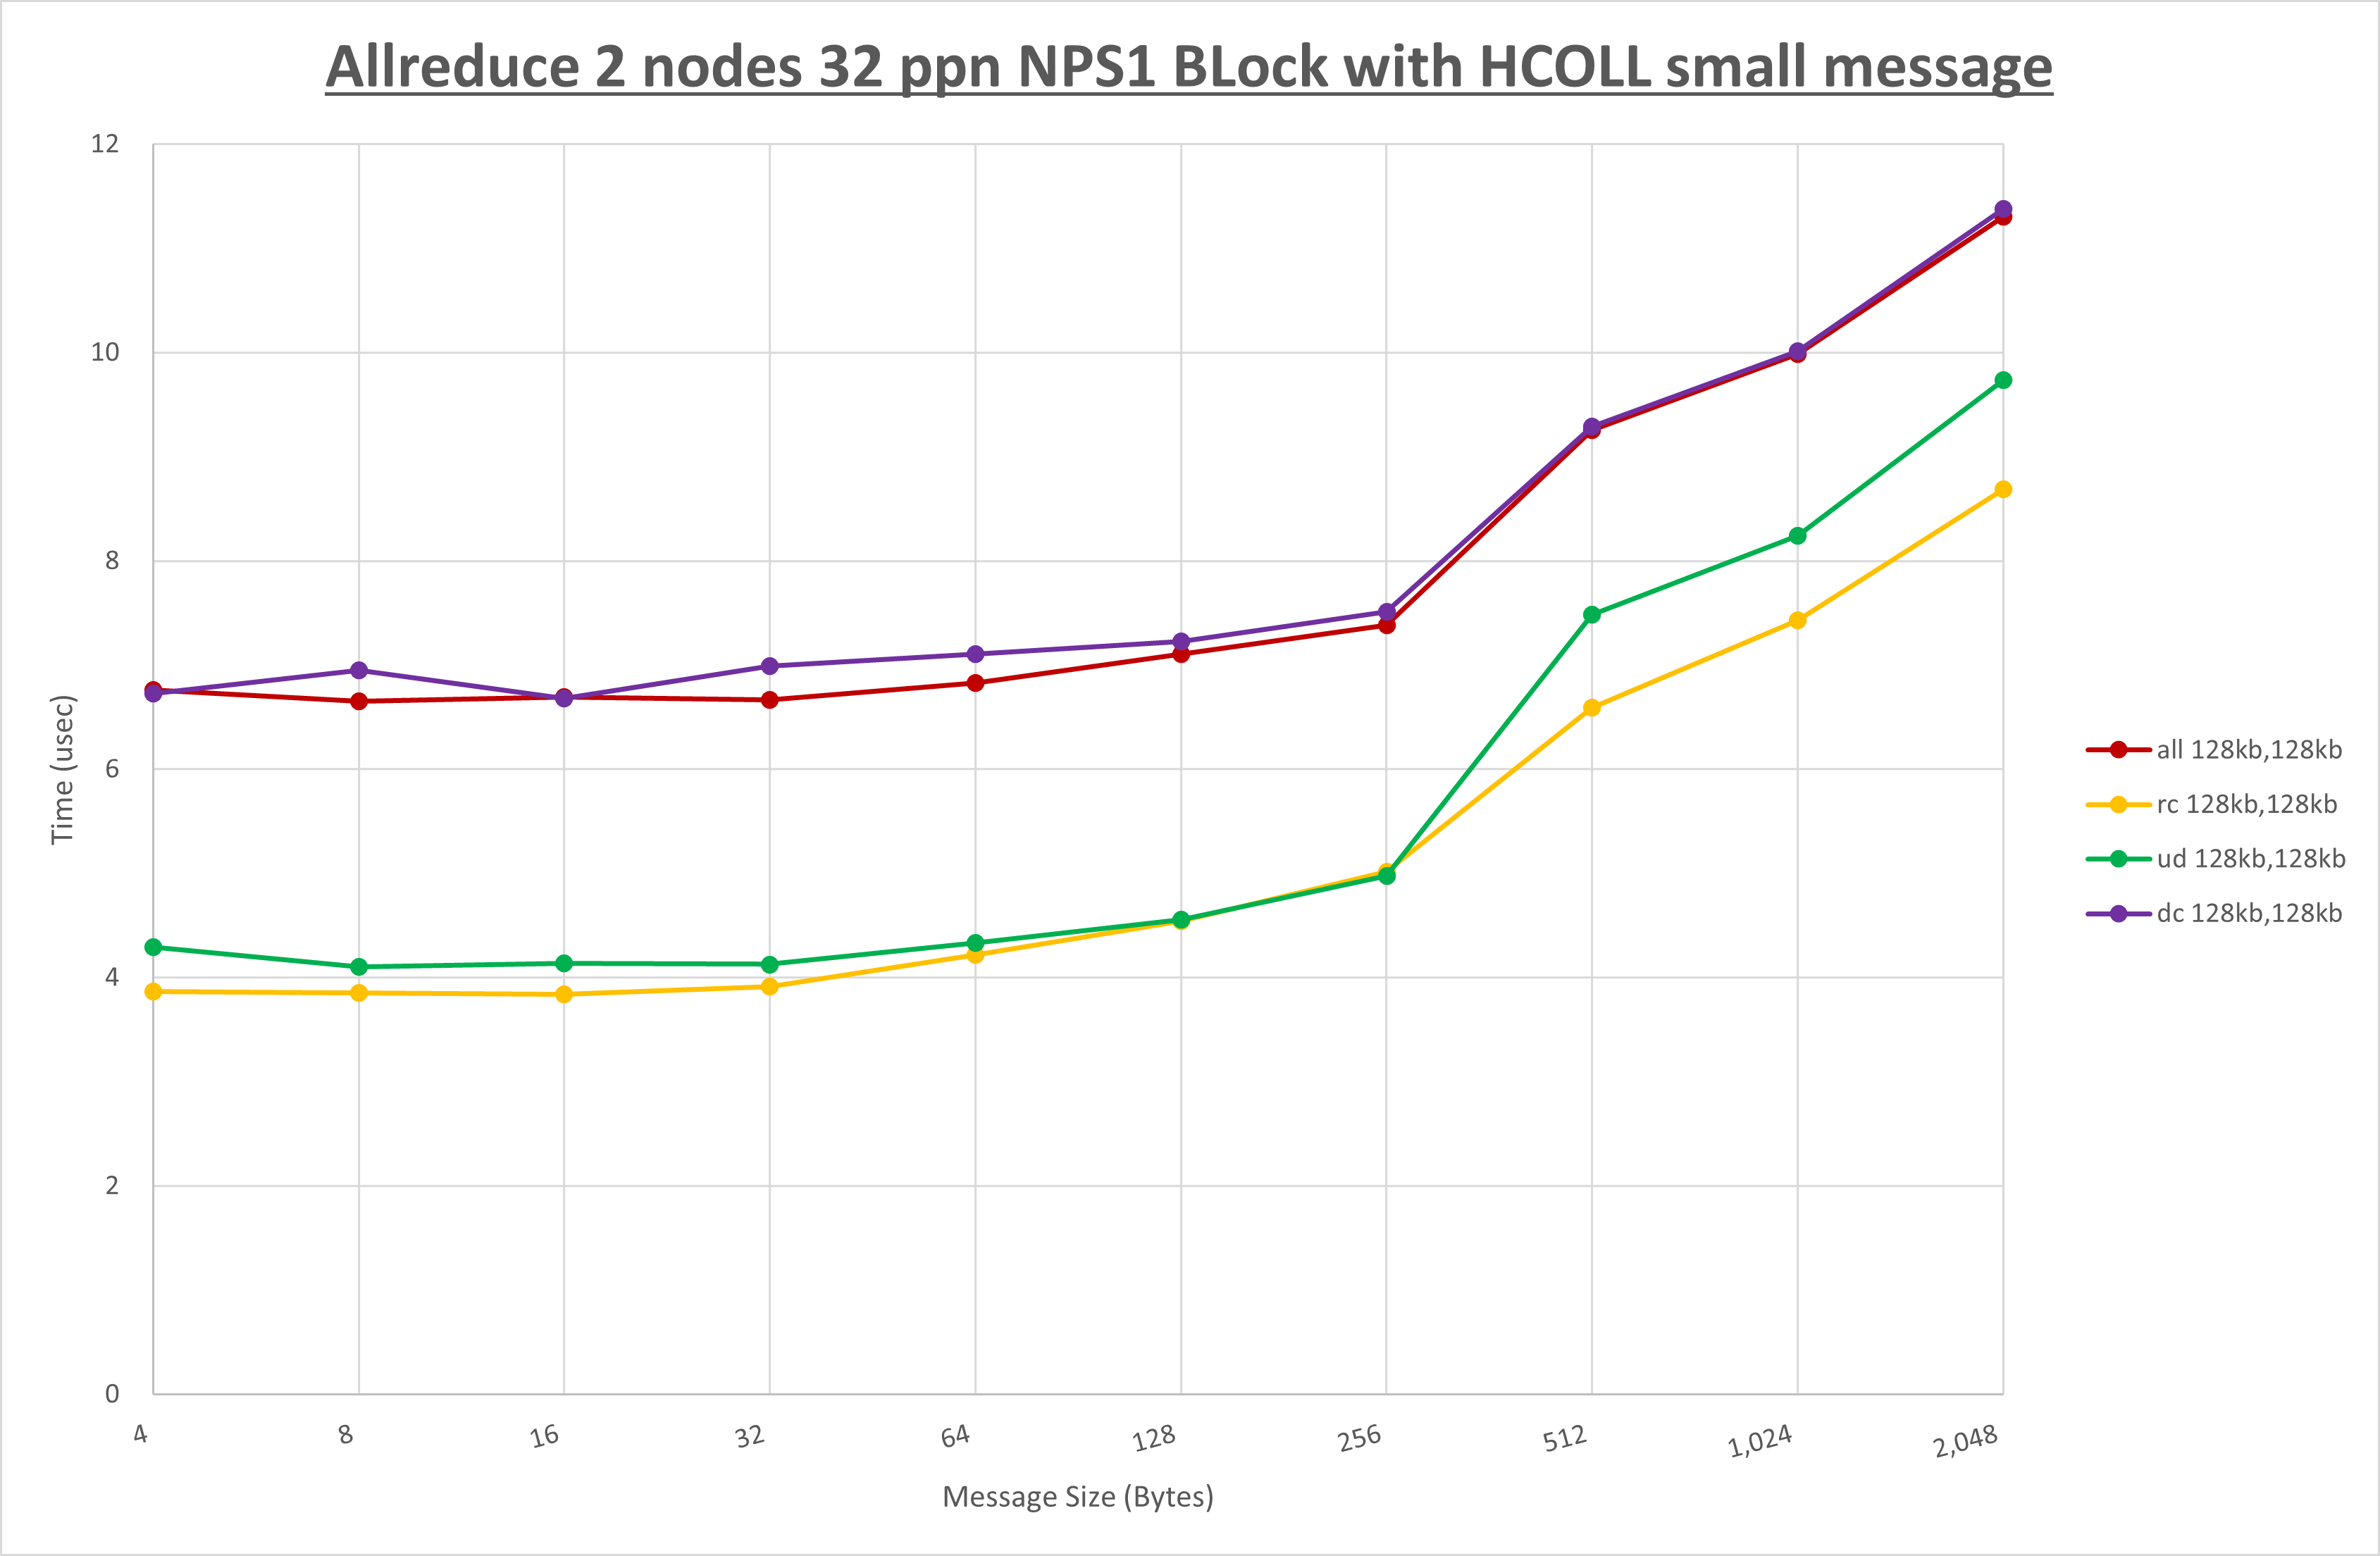 Allreduce 2 nodes 32 ppn NPS1 BLock with HCOLL small message
12
10
8
6
4
2
0
Time (usec)
4
8
16
32
64
128
256
512
1,024
2,048
Message Size (Bytes)
all 128kb,128kb
rc 128kb,128kb
ud 128kb,128kb
dc 128kb,128kb